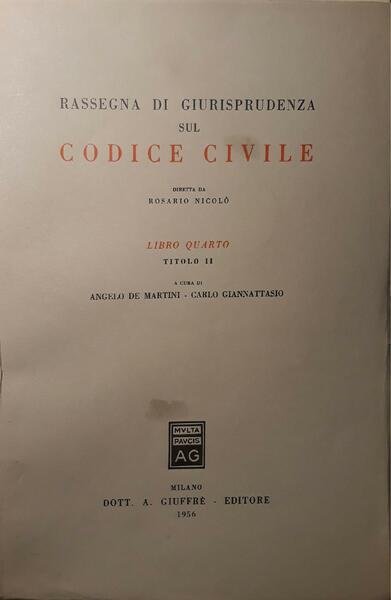 RASSEGNA DI GIURISPRUDENZA
SUL
CODICE CIVILE
DIRETTA DA
ROSARIO NICOLÒ
LIBRO QUARTO
TITOLO II
A CURA DI
ANGELO DE MARTINI - CARLO GIANNATTASIO
MVLTA
PAVCIS
AG
MILANO
DOTT. A. GIUFFRÈ - EDITORE
1956